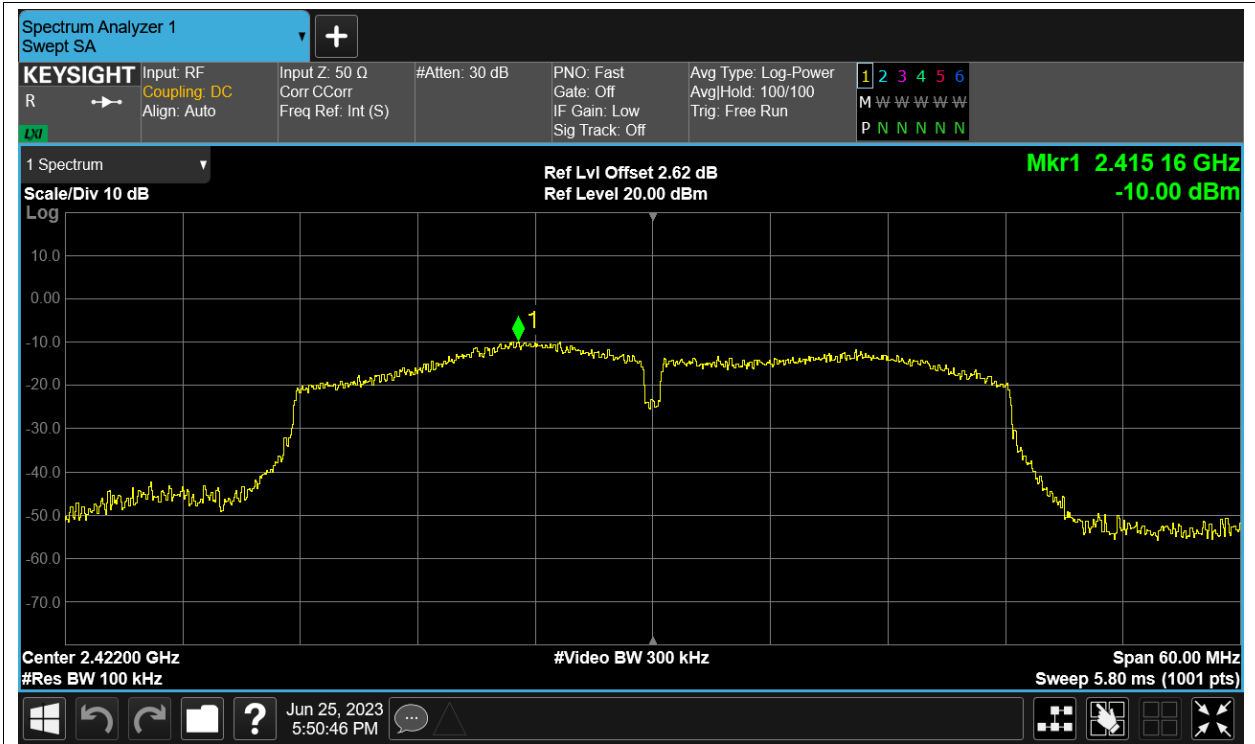 Spectrum Analyzer 1
Swept SA
KEYSIGHT
R
LXI
Input: RF
Coupling: DC
Align: Auto
Input Z: 50 Ω
Corr CCorr
Freq Ref: Int (S)
#Atten: 30 dB
PNO: Fast
Gate: Off
IF Gain: Low
Sig Track: Off
Avg Type: Log-Power
Avg|Hold: 100/100
Trig: Free Run
1 2 3 4 5 6
M W W W W W
P N N N N N
1 Spectrum
Scale/Div 10 dB
Log
Ref Lvl Offset 2.62 dB
Ref Level 20.00 dBm
Mkr1 2.415 16 GHz
-10.00 dBm
10.0
0.00
1
-10.0
-20.0
-30.0
-40.0
-50.0
-60.0
-70.0
Center 2.42200 GHz
#Video BW 300 kHz
Span 60.00 MHz
#Res BW 100 kHz
Sweep 5.80 ms (1001 pts)
?
Jun 25, 2023
5:50:46 PM